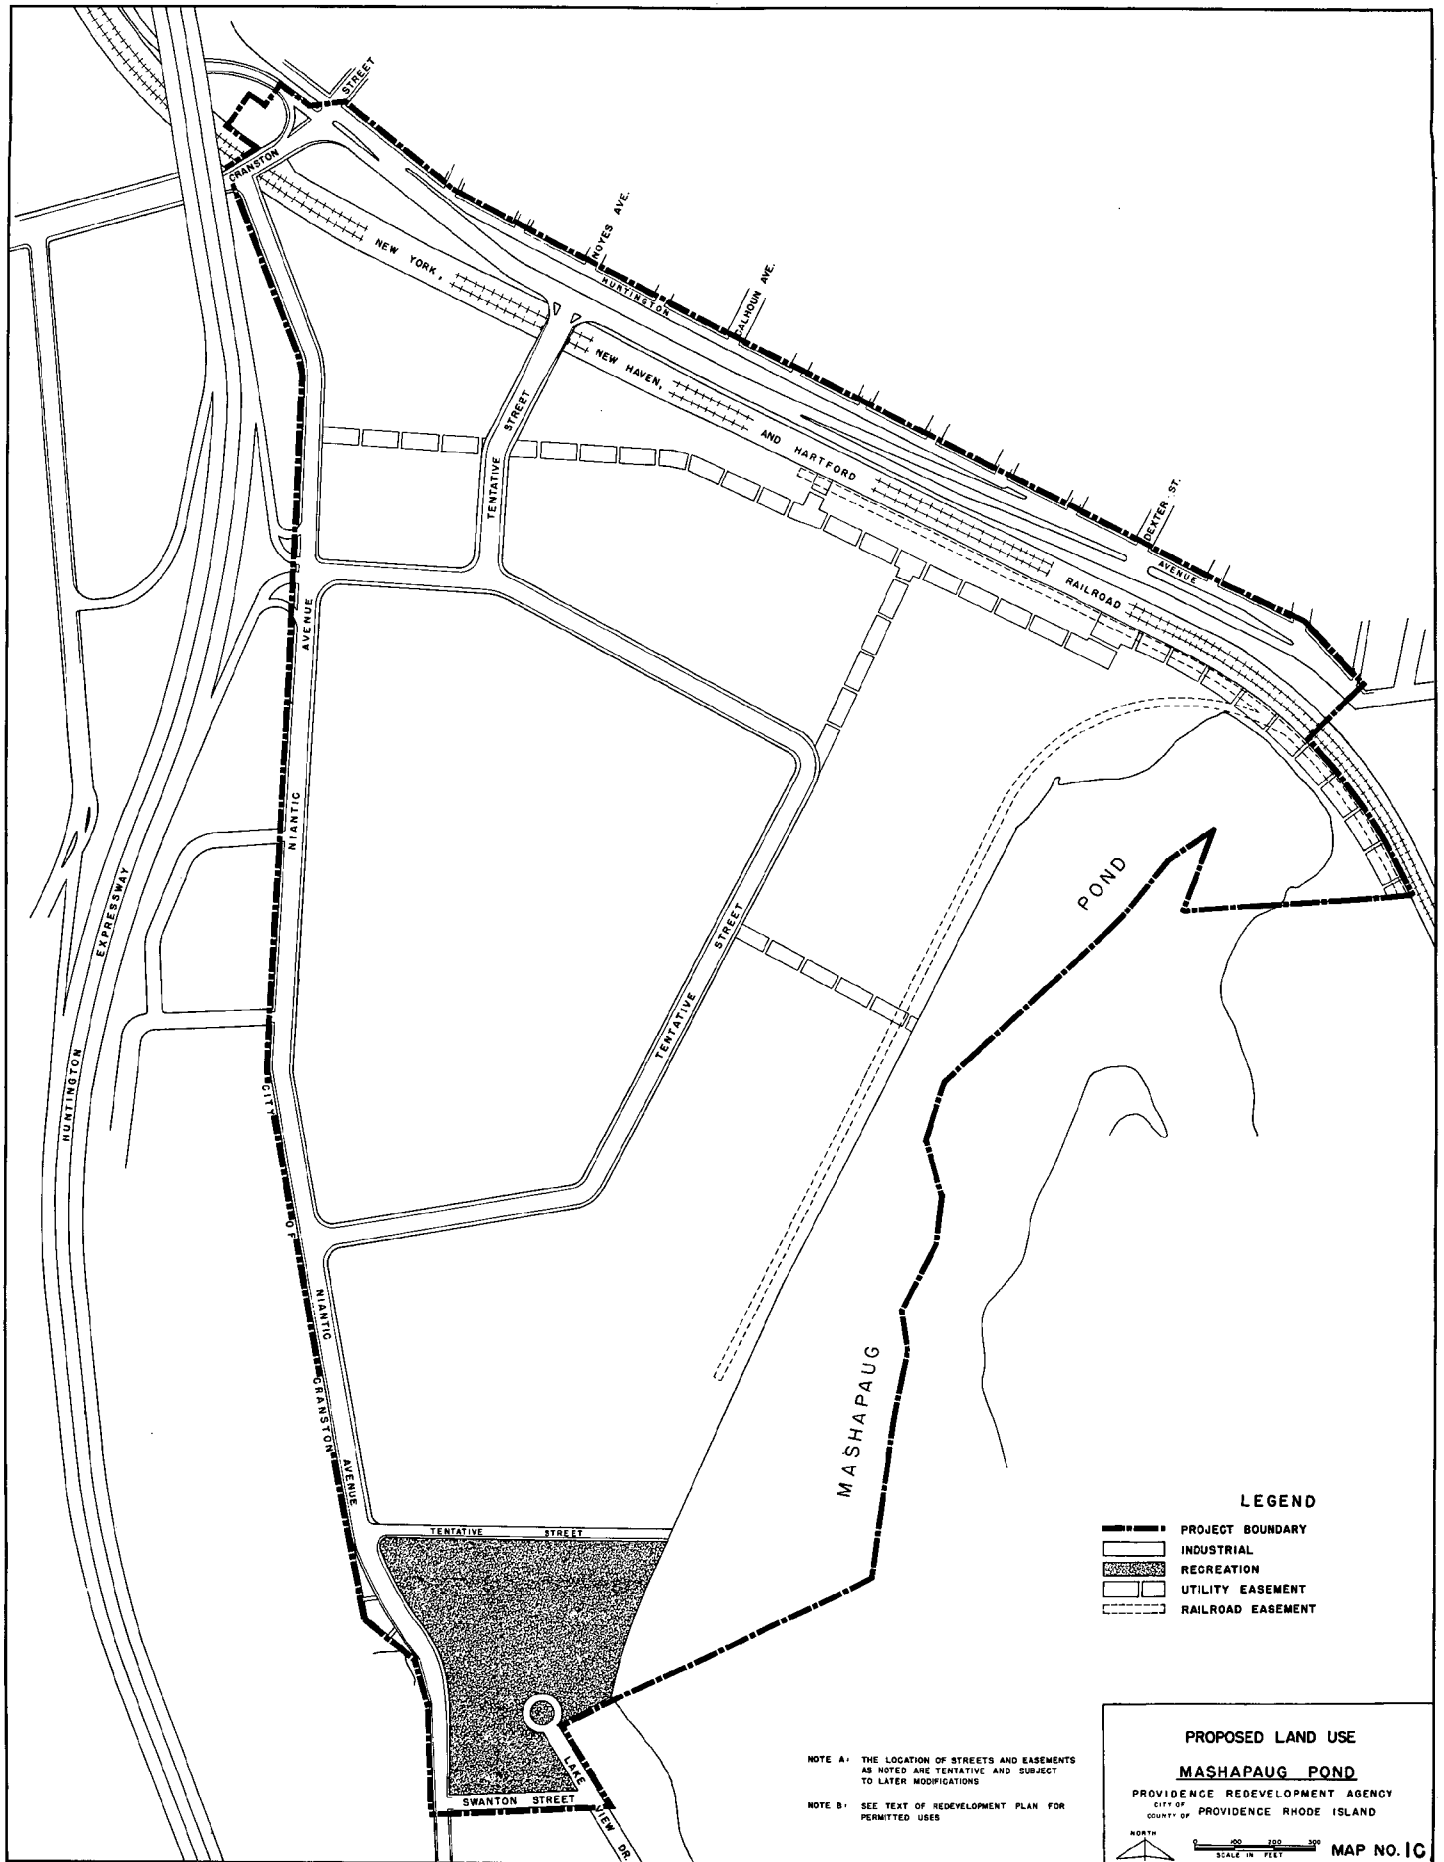 STREET
CRANSTON
NEW YORK,
NOYES AVE.
HUNTINGTON
CALHOUN AVE.
NEW HAVEN,
STREET
TENTATIVE
AND HARTFORD
DEXTER ST.
AVENUE
RAILROAD
AVENUE
NIANTIC
EXPRESSWAY
HUNTINGTON
POND
STREET
TENTATIVE
CITY
OF
NIANTIC
CRANSTON
AVENUE
MASHAPAUG
TENTATIVE STREET
LAKE
SWANTON STREET
VIEW DR.
LEGEND
PROJECT BOUNDARY
INDUSTRIAL
RECREATION
UTILITY EASEMENT
RAILROAD EASEMENT
NOTE A: THE LOCATION OF STREETS AND EASEMENTS
AS NOTED ARE TENTATIVE AND SUBJECT
TO LATER MODIFICATIONS
NOTE B: SEE TEXT OF REDEVELOPMENT PLAN FOR
PERMITTED USES
PROPOSED LAND USE
MASHAPAUG POND
PROVIDENCE REDEVELOPMENT AGENCY
CITY OF
COUNTY OF PROVIDENCE RHODE ISLAND
NORTH
0 100 200 300
SCALE IN FEET
MAP NO. 1C